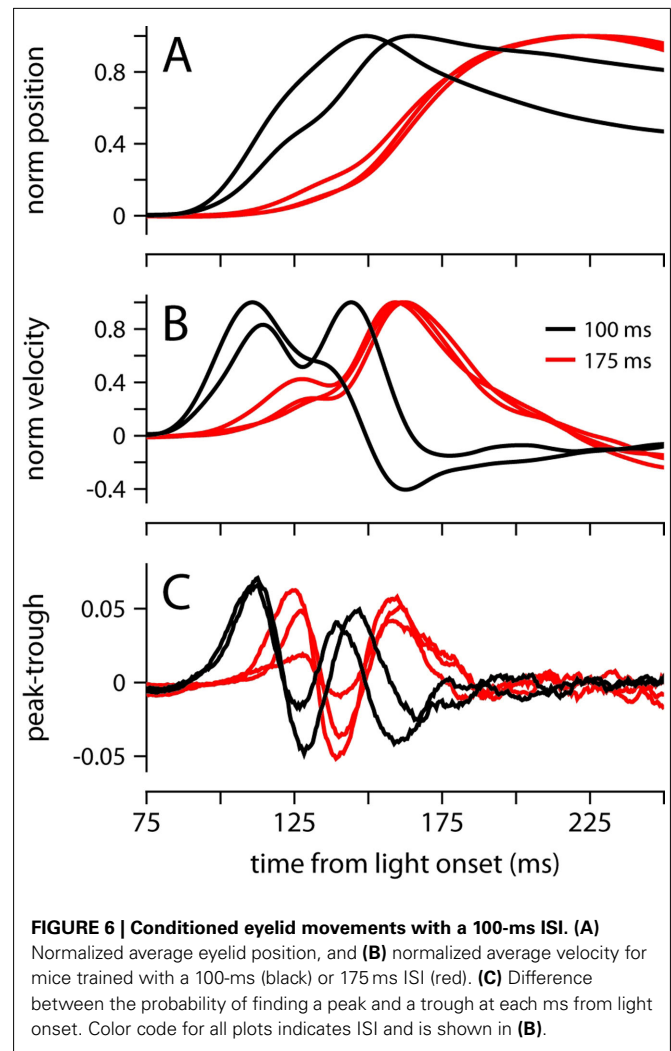 A
norm position
0.8
0.4
0
B
norm velocity
0.8
0.4
0
-0.4
100 ms
175 ms
C
peak-trough
0.05
0
-0.05
75 125 175 225
time from light onset (ms)
FIGURE 6 | Conditioned eyelid movements with a 100-ms ISI. (A)
Normalized average eyelid position, and (B) normalized average velocity for
mice trained with a 100-ms (black) or 175 ms ISI (red). (C) Difference
between the probability of finding a peak and a trough at each ms from light
onset. Color code for all plots indicates ISI and is shown in (B).